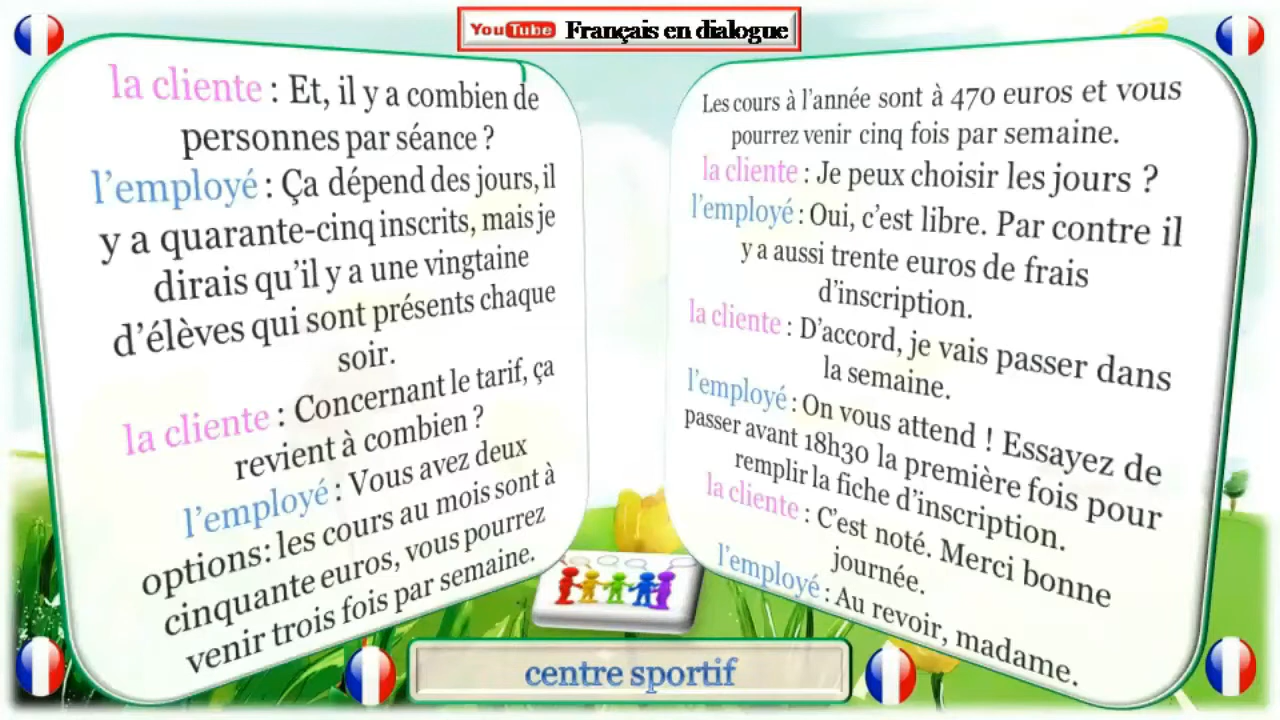 YouTube Français en dialogue
la cliente : Et, il y a combien de
personnes par séance ?
l'employé : Ça dépend des jours, il
y a quarante-cinq inscrits, mais je
dirais qu'il y a une vingtaine
d'élèves qui sont présents chaque
soir.
la cliente : Concernant le tarif, ça
revient à combien ?
l'employé : Vous avez deux
options: les cours au mois sont à
cinquante euros, vous pourrez
venir trois fois par semaine.
Les cours à l'année sont à 470 euros et vous
pourrez venir cinq fois par semaine.
la cliente : Je peux choisir les jours ?
l'employé : Oui, c'est libre. Par contre il
y a aussi trente euros de frais
d'inscription.
la cliente : D'accord, je vais passer dans
la semaine.
l'employé : On vous attend ! Essayez de
passer avant 18h30 la première fois pour
remplir la fiche d'inscription.
la cliente : C'est noté. Merci bonne
journée.
l'employé : Au revoir, madame.
centre sportif